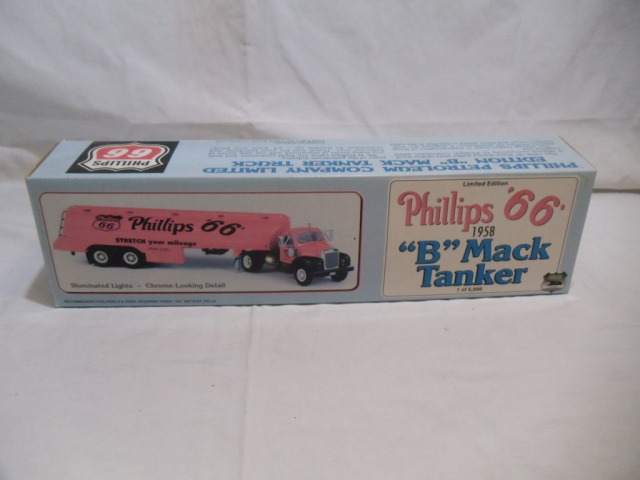 PHILLIPS PETROLEUM COMPANY LIMITED
EDITION "B" MACK TANKER TRUCK
PHILLIPS
66
66
Phillips '66'
STRETCH your mileage
Illuminated Lights - Chrome-Looking Detail
Limited Edition
Phillips '66'
1958
"B" Mack
Tanker